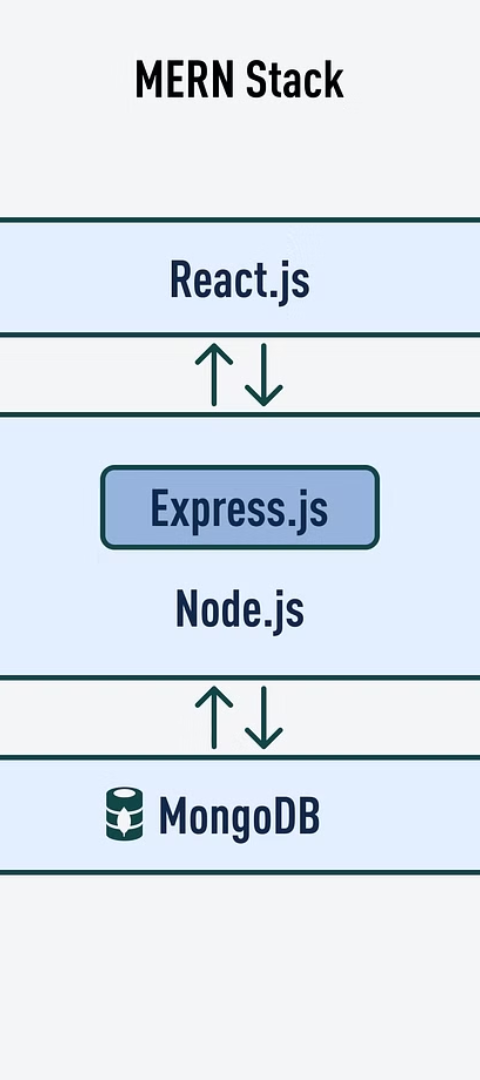 MERN Stack
React.js
Express.js
Node.js
MongoDB